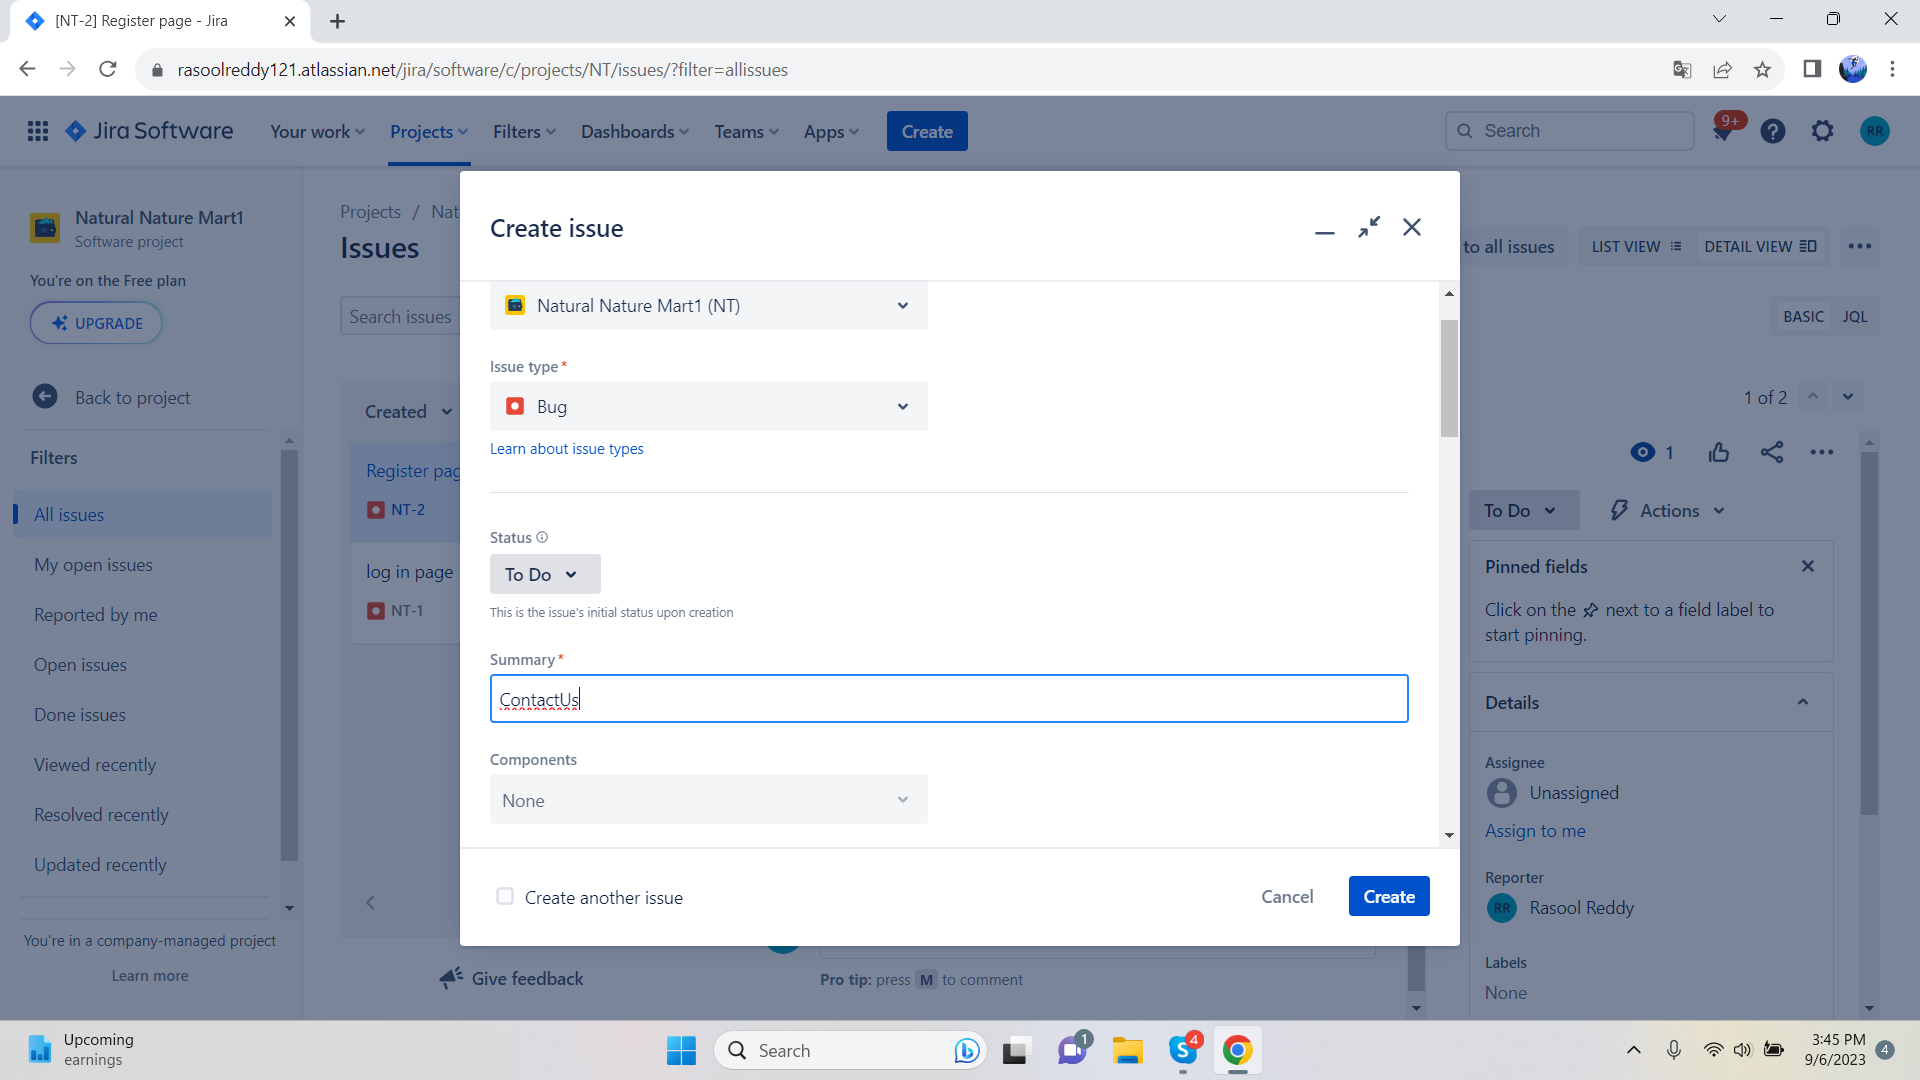 [NT-2] Register page - Jira
rasoolreddy121.atlassian.net/jira/software/c/projects/NT/issues/?filter=allissues
Jira Software
Your work
Projects
Filters
Dashboards
Teams
Apps
Create
Search
9+
RR
Natural Nature Mart1
Software project
You're on the Free plan
UPGRADE
Back to project
Filters
All issues
My open issues
Reported by me
Open issues
Done issues
Viewed recently
Resolved recently
Updated recently
You're in a company-managed project
Learn more
Projects / Nat
Issues
Search issues
Created
Register pag
NT-2
log in page
NT-1
Give feedback
Create issue
Natural Nature Mart1 (NT)
Issue type*
Bug
Learn about issue types
Status
To Do
This is the issue's initial status upon creation
Summary*
ContactUs
Components
None
Create another issue
Cancel
Create
Pro tip: press M to comment
to all issues
LIST VIEW
DETAIL VIEW
BASIC
JQL
1 of 2
1
To Do
Actions
Pinned fields
Click on the next to a field label to
start pinning.
Details
Assignee
Unassigned
Assign to me
Reporter
RR
Rasool Reddy
Labels
None
Upcoming
earnings
Search
1
4
3:45 PM
9/6/2023
4